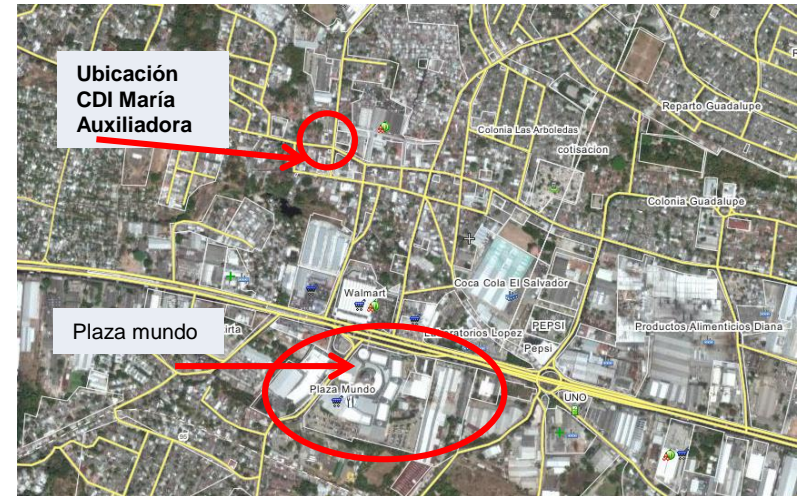 Ubicación
CDI María
Auxiliadora
Reparto Guadalupe
Colonia Las Arboledas
cotisacion
Colonia Guadalupe
Walmart
Coca Cola El Salvador
Plaza mundo
PEPSI
Pepsi
Productos Alimenticios Diana
Plaza Mundo
UNO